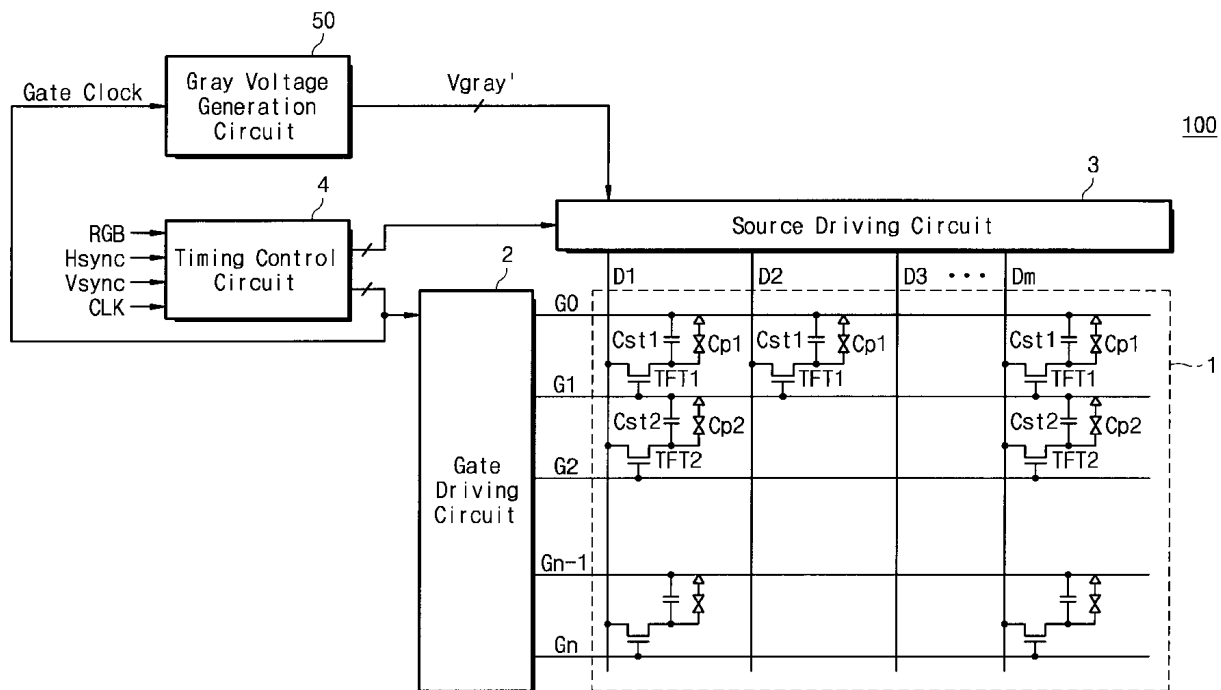 50
Gate Clock
Gray Voltage
Generation
Circuit
Vgray'
100
4
3
RGB
Hsync
Vsync
CLK
Timing Control
Circuit
Source Driving Circuit
2
D1 D2 D3 ••• Dm
G0
Cst1 Cp1 Cst1 Cp1 Cst1 Cp1
TFT1 TFT1 TFT1
1
G1
Cst2 Cp2 Cst2 Cp2
TFT2 TFT2
G2
Gate
Driving
Circuit
Gn-1
Gn